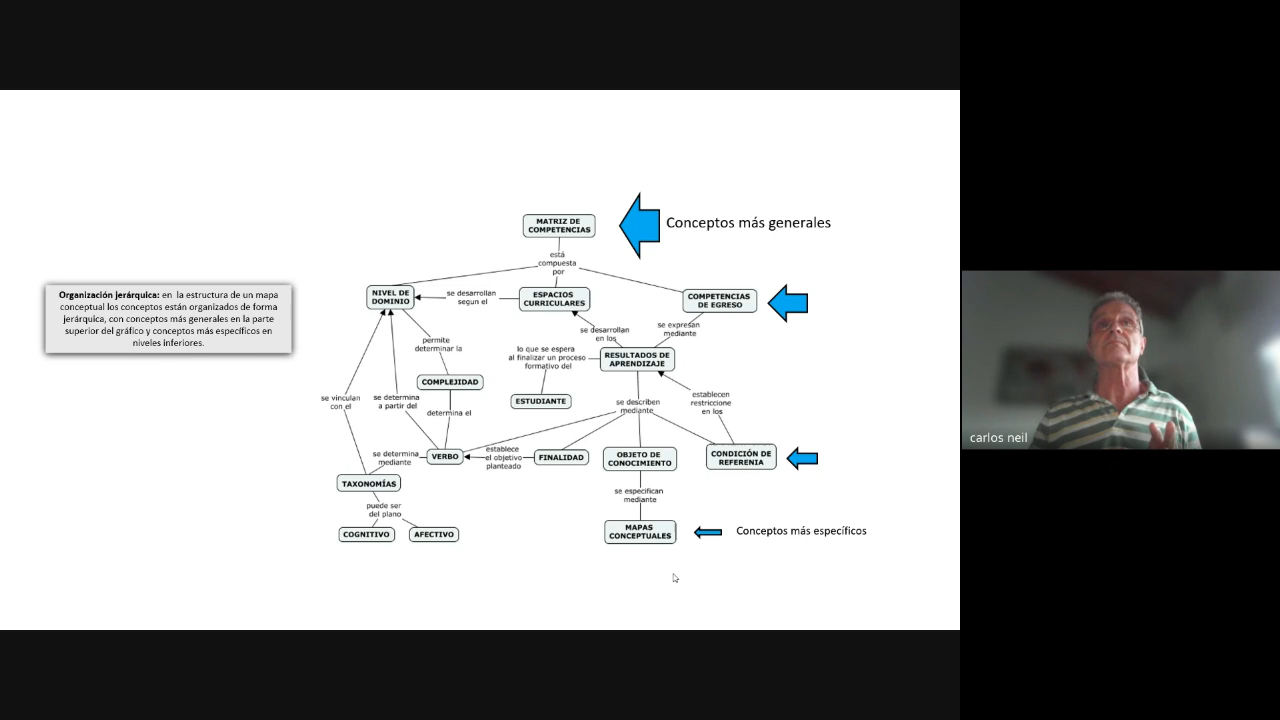 MATRIZ DE
COMPETENCIAS
Conceptos más generales
está
compuesta
por
Organización jerárquica: en la estructura de un mapa
conceptual los conceptos están organizados de forma
jerárquica, con conceptos más generales en la parte
superior del gráfico y conceptos más específicos en
niveles inferiores.
NIVEL DE
DOMINIO
se desarrollan
segun el
ESPACIOS
CURRICULARES
COMPETENCIAS
DE EGRESO
se desarrollan
en los
se expresan
mediante
permite
determinar la
lo que se espera
al finalizar un proceso
formativo del
RESULTADOS DE
APRENDIZAJE
COMPLEJIDAD
ESTUDIANTE
se vinculan
con el
se determina
a partir del
determina el
se describen
mediante
establecen
restriccione
en los
se determina
mediante
VERBO
establece
el objetivo
planteado
FINALIDAD
OBJETO DE
CONOCIMIENTO
CONDICIÓN DE
REFERENIA
TAXONOMÍAS
se especifican
mediante
puede ser
del plano
COGNITIVO
AFECTIVO
MAPAS
CONCEPTUALES
Conceptos más específicos
carlos neil